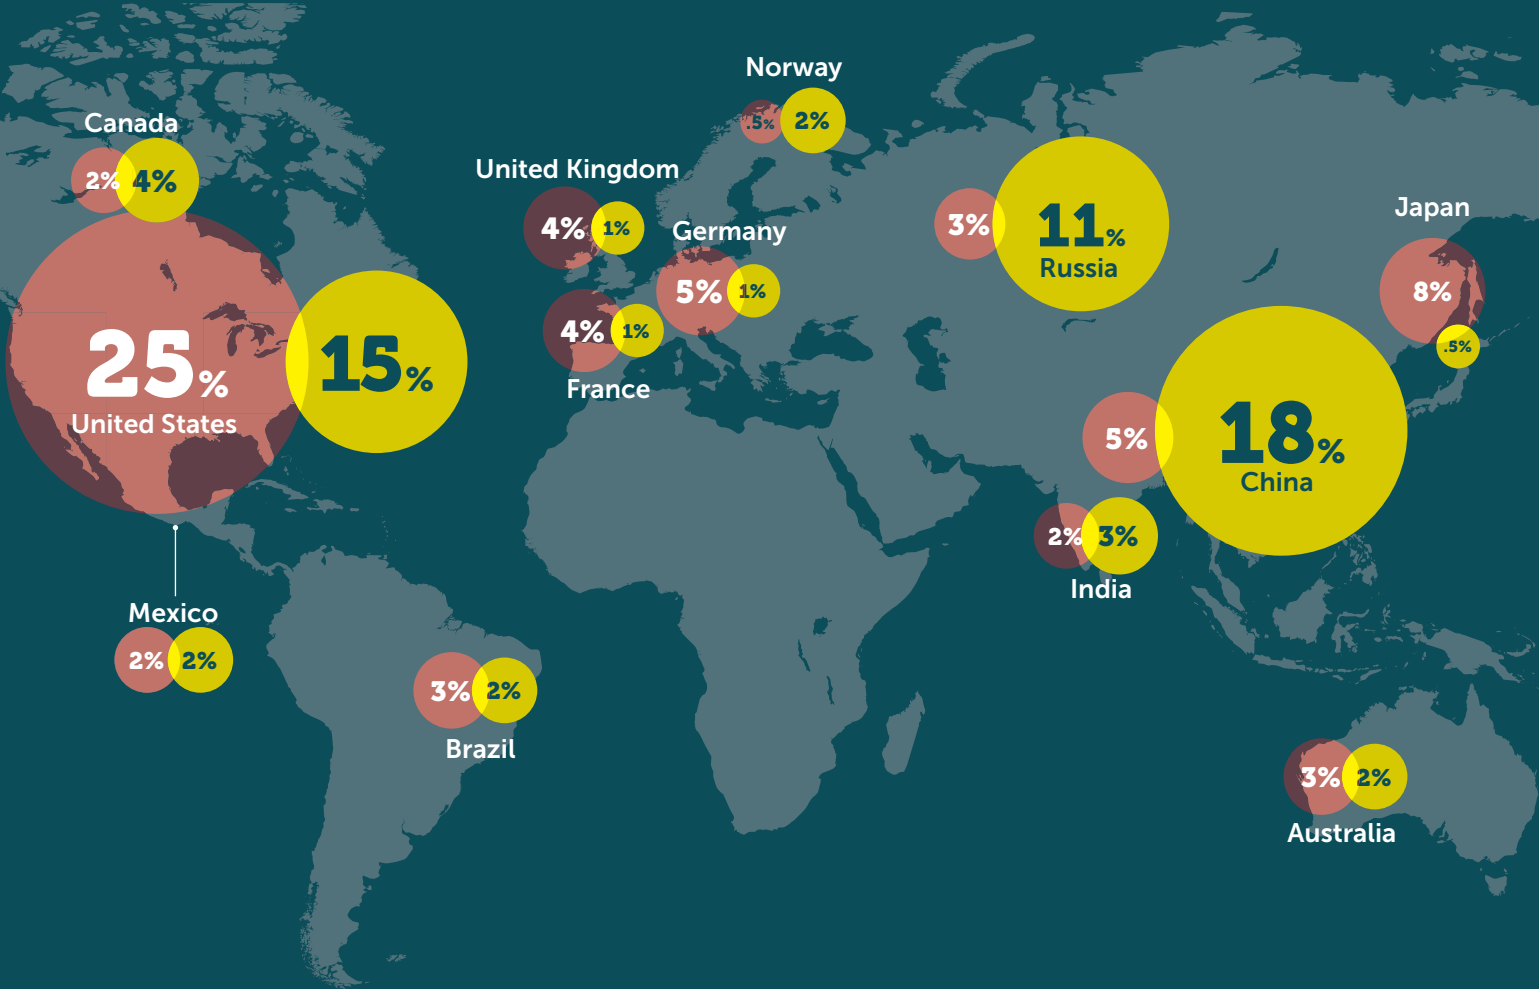 Norway
.5%
2%
Canada
2%
4%
United Kingdom
4%
1%
Germany
5%
1%
4%
1%
France
3%
11%
Russia
Japan
8%
.5%
25%
United States
15%
5%
18%
China
2%
3%
India
Mexico
2%
2%
3%
2%
Brazil
3%
2%
Australia